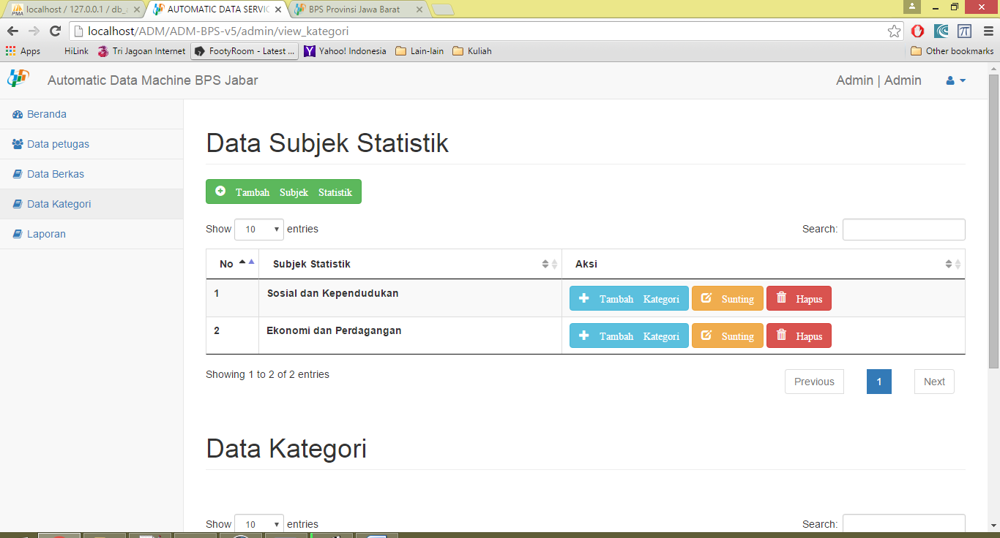 localhost / 127.0.0.1 / db_
AUTOMATIC DATA SERVIC
BPS Provinsi Jawa Barat
localhost/ADM/ADM-BPS-v5/admin/view_kategori
Apps HiLink Tri Jagoan Internet FootyRoom - Latest ... Yahoo! Indonesia Lain-lain Kuliah Other bookmarks
Automatic Data Machine BPS Jabar Admin | Admin
Beranda
Data petugas
Data Berkas
Data Kategori
Laporan
Data Subjek Statistik
Tambah Subjek Statistik
Show 10 entries Search:
No Subjek Statistik Aksi
1 Sosial dan Kependudukan Tambah Kategori Sunting Hapus
2 Ekonomi dan Perdagangan Tambah Kategori Sunting Hapus
Showing 1 to 2 of 2 entries Previous 1 Next
Data Kategori
Show 10 entries Search: